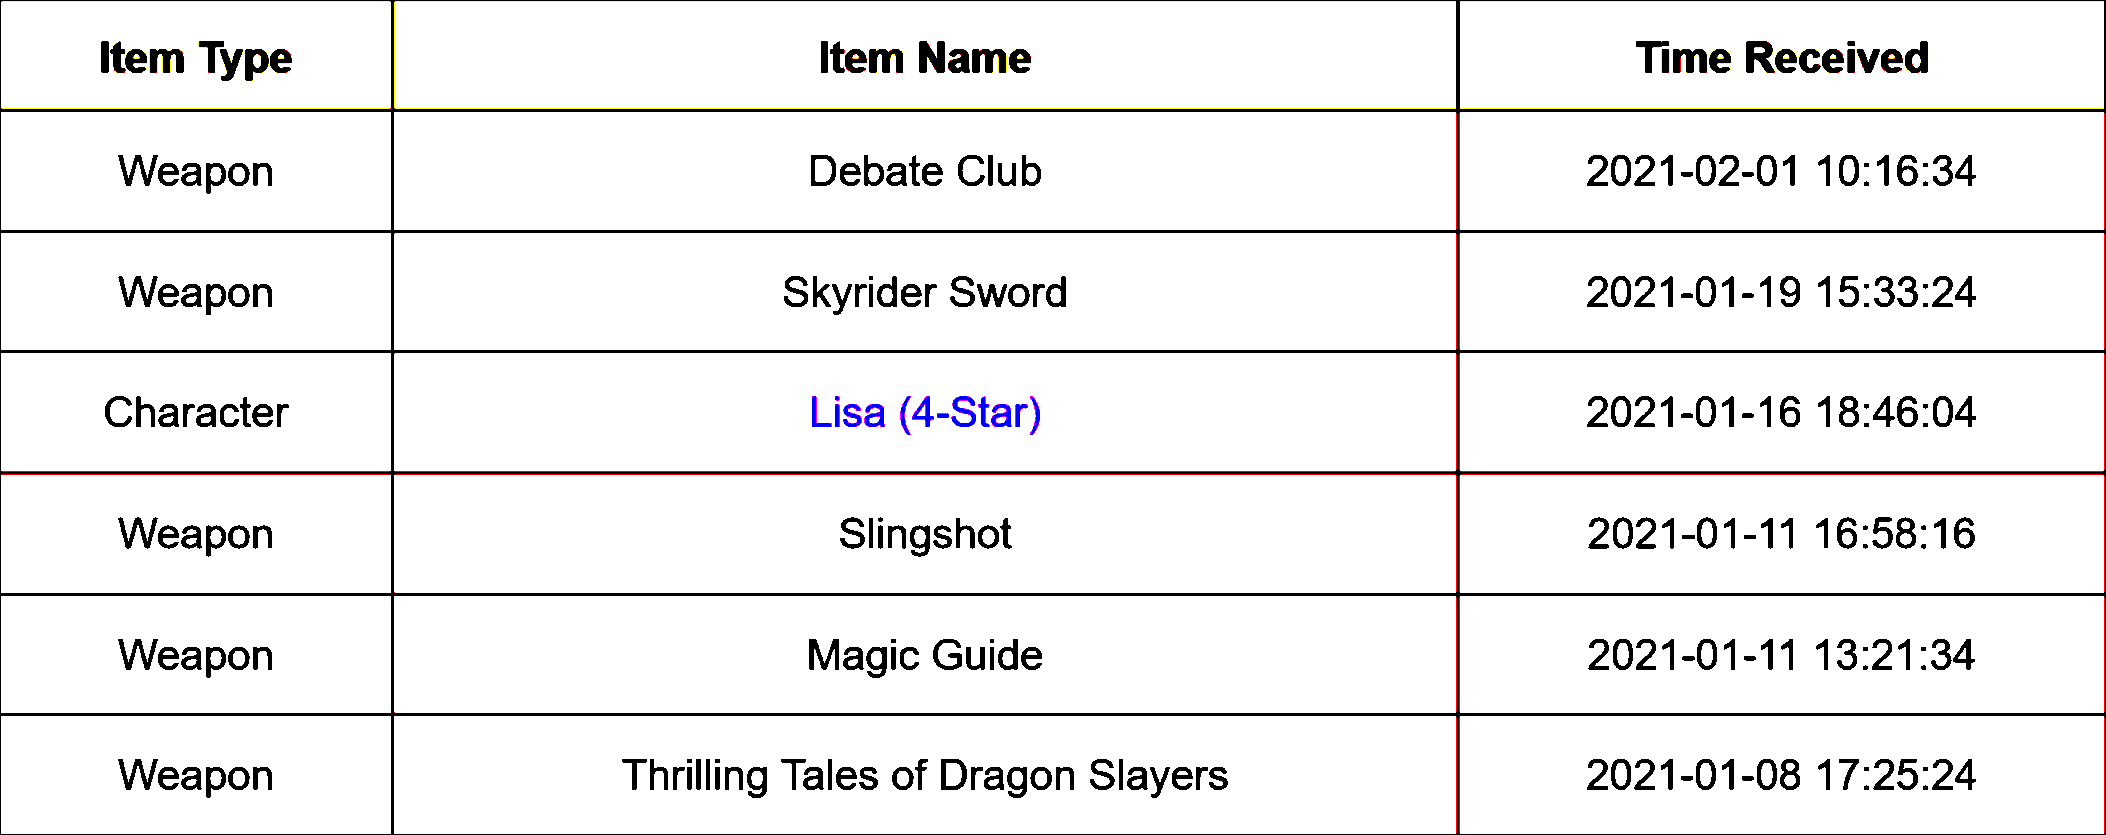 Item Type Item Name Time Received
Weapon Debate Club 2021-02-01 10:16:34
Weapon Skyrider Sword 2021-01-19 15:33:24
Character Lisa (4-Star) 2021-01-16 18:46:04
Weapon Slingshot 2021-01-11 16:58:16
Weapon Magic Guide 2021-01-11 13:21:34
Weapon Thrilling Tales of Dragon Slayers 2021-01-08 17:25:24